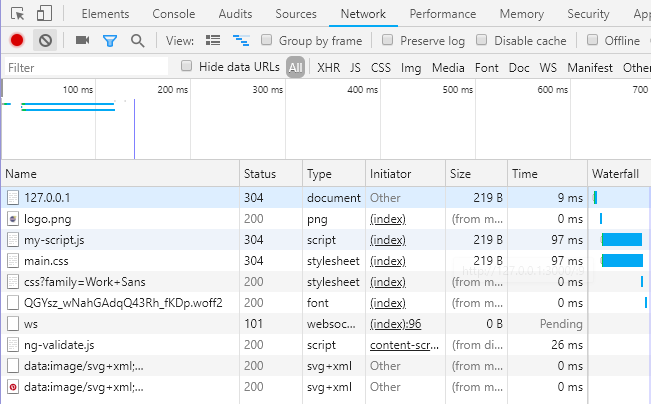 Elements Console Audits Sources Network Performance Memory Security Application
View: Group by frame Preserve log Disable cache Offline
Filter Hide data URLs All XHR JS CSS Img Media Font Doc WS Manifest Other
100 ms 200 ms 300 ms 400 ms 500 ms 600 ms 700
Name Status Type Initiator Size Time Waterfall
127.0.0.1 304 document Other 219 B 9 ms
logo.png 200 png (index) (from m... 0 ms
my-script.js 304 script (index) 219 B 97 ms
main.css 304 stylesheet (index) 219 B 97 ms
css?family=Work+Sans 200 stylesheet (index) (from m... 0 ms
QGYsz_wNahGAdqQ43Rh_fKDp.woff2 200 font (index) (from m... 0 ms
ws 101 websoc... (index):96 0 B Pending
ng-validate.js 200 script content-scr... (from di... 26 ms
data:image/svg+xml;... 200 svg+xml Other (from m... 0 ms
data:image/svg+xml;... 200 svg+xml Other (from m... 0 ms